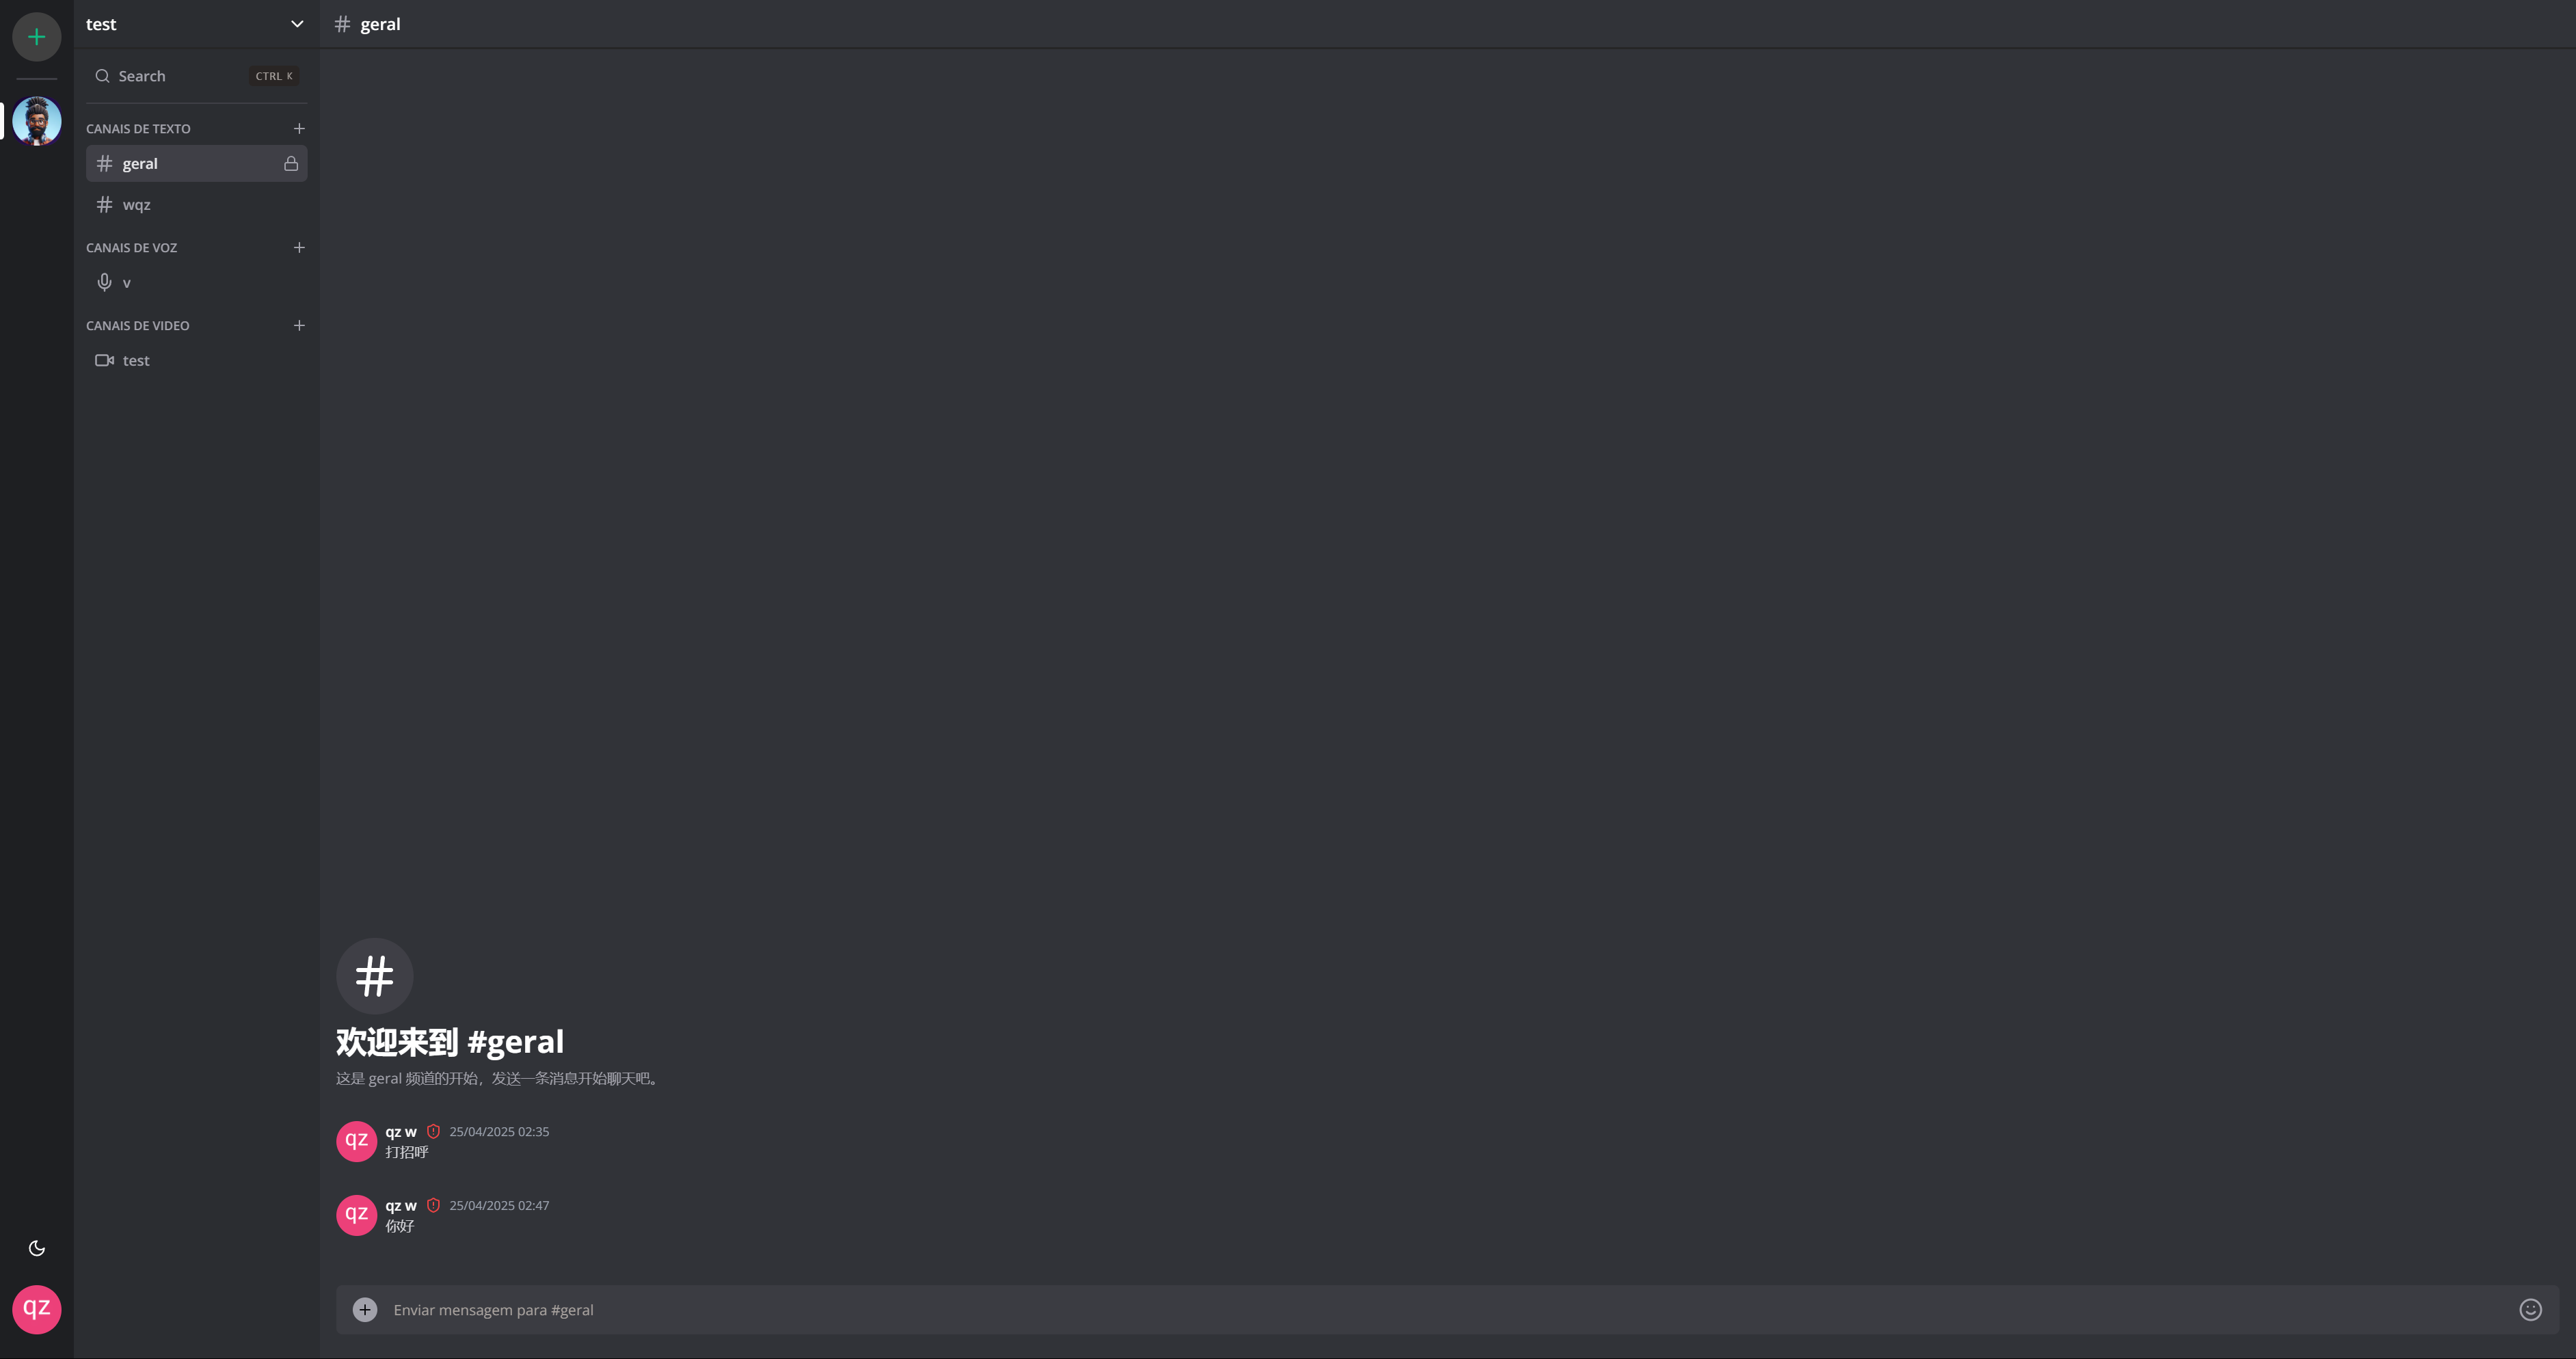 test
Search
CTRL K
CANAIS DE TEXTO
geral
wqz
CANAIS DE VOZ
v
CANAIS DE VIDEO
test
qz
# geral
#
欢迎来到 #geral
这是 geral 频道的开始，发送一条消息开始聊天吧。
qz
qz w 25/04/2025 02:35
打招呼
qz
qz w 25/04/2025 02:47
你好
Enviar mensagem para #geral